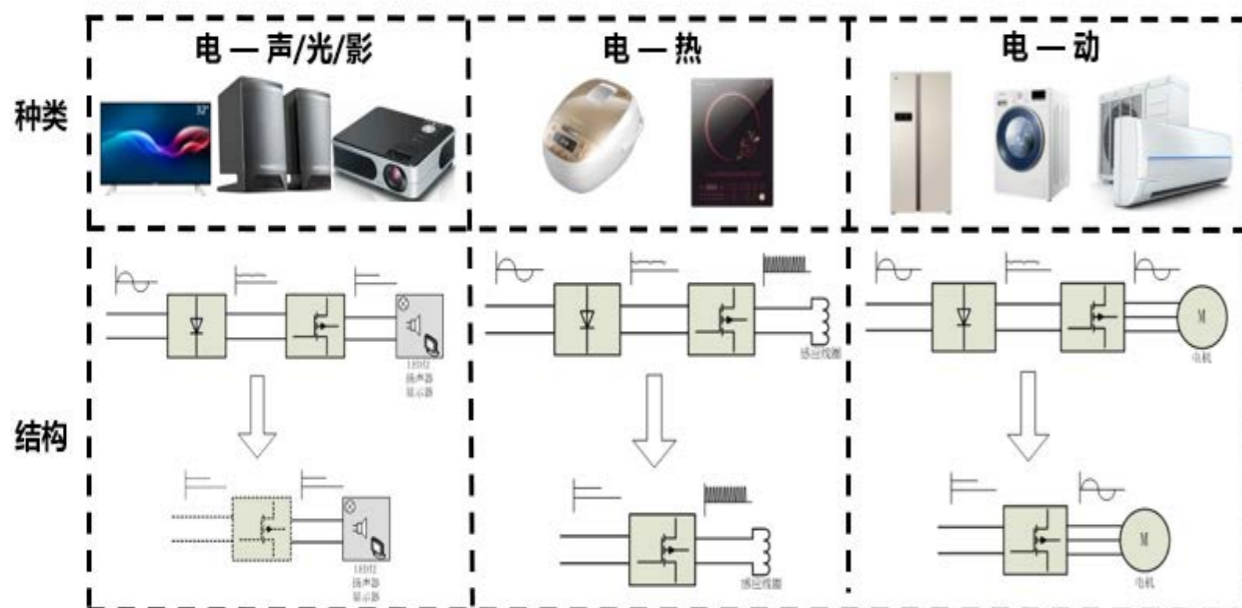 电 — 声/光/影
电 — 热
电 — 动
种类
32"
结构
LED灯
扬声器
显示器
感应线圈
M
电机
LED灯
扬声器
显示器
感应线圈
M
电机